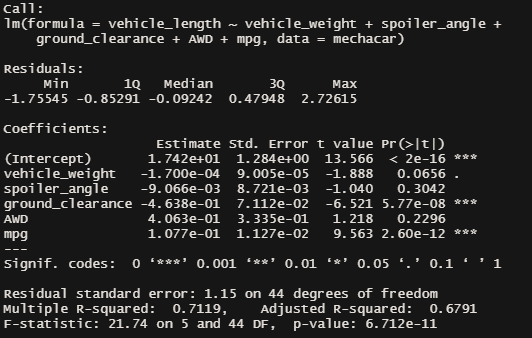 Call:
lm(formula = vehicle_length ~ vehicle_weight + spoiler_angle +
    ground_clearance + AWD + mpg, data = mechacar)

Residuals:
     Min       1Q   Median       3Q      Max
-1.75545 -0.85291 -0.09242  0.47948  2.72615

Coefficients:
                   Estimate Std. Error t value Pr(>|t|)
(Intercept)       1.742e+01  1.284e+00  13.566  < 2e-16 ***
vehicle_weight   -1.700e-04  9.005e-05  -1.888   0.0656 .
spoiler_angle    -9.066e-03  8.721e-03  -1.040   0.3042
ground_clearance -4.638e-01  7.112e-02  -6.521 5.77e-08 ***
AWD               4.063e-01  3.335e-01   1.218   0.2296
mpg               1.077e-01  1.127e-02   9.563 2.60e-12 ***
---
Signif. codes:  0 ‘***’ 0.001 ‘**’ 0.01 ‘*’ 0.05 ‘.’ 0.1 ‘ ’ 1

Residual standard error: 1.15 on 44 degrees of freedom
Multiple R-squared:  0.7119,	Adjusted R-squared:  0.6791
F-statistic: 21.74 on 5 and 44 DF,  p-value: 6.712e-11